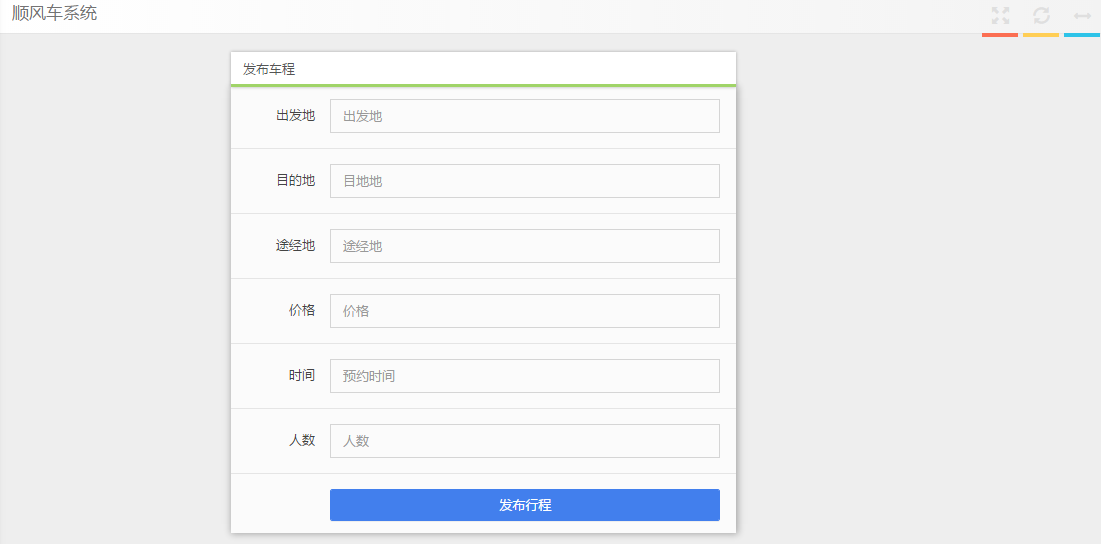 顺风车系统
发布车程
出发地 出发地
目的地 目地地
途经地 途经地
价格 价格
时间 预约时间
人数 人数
发布行程